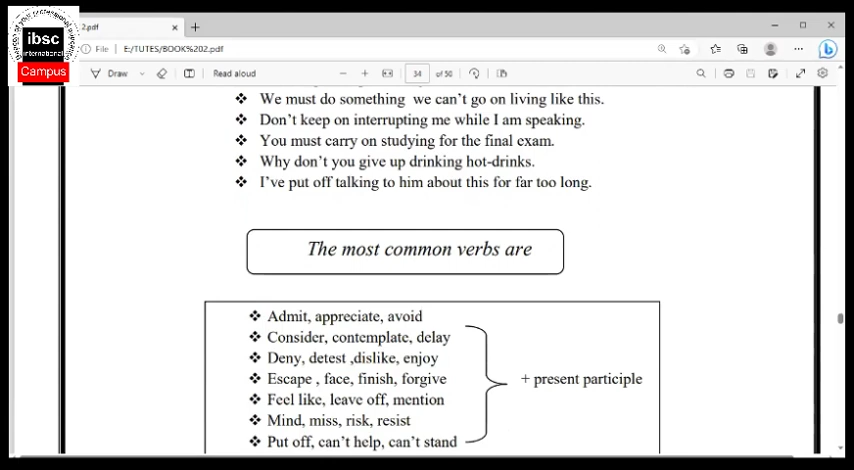 2.pdf
ibsc
international
Campus
File E:/TUTES/BOOK%202.pdf
Draw Read aloud 34 of 50
❖ We must do something we can't go on living like this.
❖ Don't keep on interrupting me while I am speaking.
❖ You must carry on studying for the final exam.
❖ Why don't you give up drinking hot-drinks.
❖ I've put off talking to him about this for far too long.
The most common verbs are
❖ Admit, appreciate, avoid
❖ Consider, contemplate, delay
❖ Deny, detest ,dislike, enjoy
❖ Escape , face, finish, forgive
+ present participle
❖ Feel like, leave off, mention
❖ Mind, miss, risk, resist
❖ Put off, can't help, can't stand